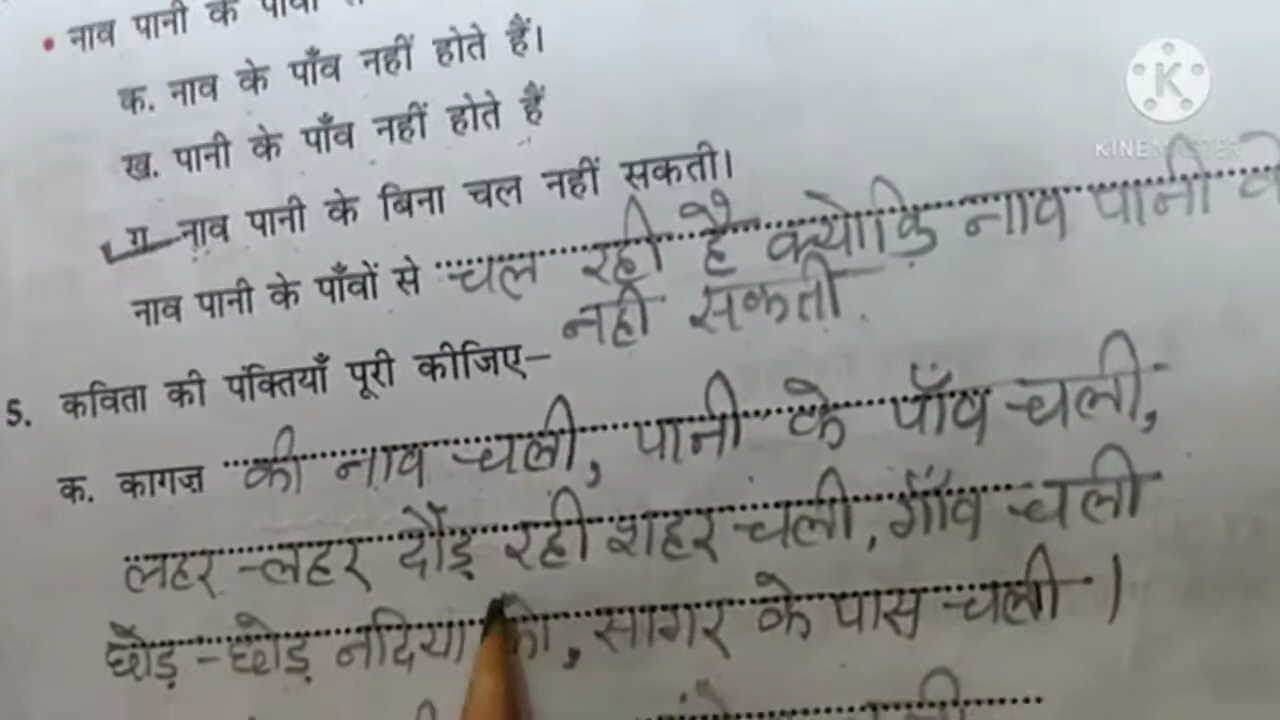 • नाव पानी के पाँवों
क. नाव के पाँव नहीं होते हैं।
ख. पानी के पाँव नहीं होते हैं
ग नाव पानी के बिना चल नहीं सकती।
नाव पानी के पाँवों से चल रही है क्योकि नाव पानी के
नही सकती.
5. कविता की पंक्तियाँ पूरी कीजिए–
क. कागज़ की नाव चली, पानी के पाँव चली,
लहर-लहर दौड़ रही शहर चली, गाँव चली
छोड़-छोड़ नदिया को, सागर के पास चली।
K
KINEMASTER